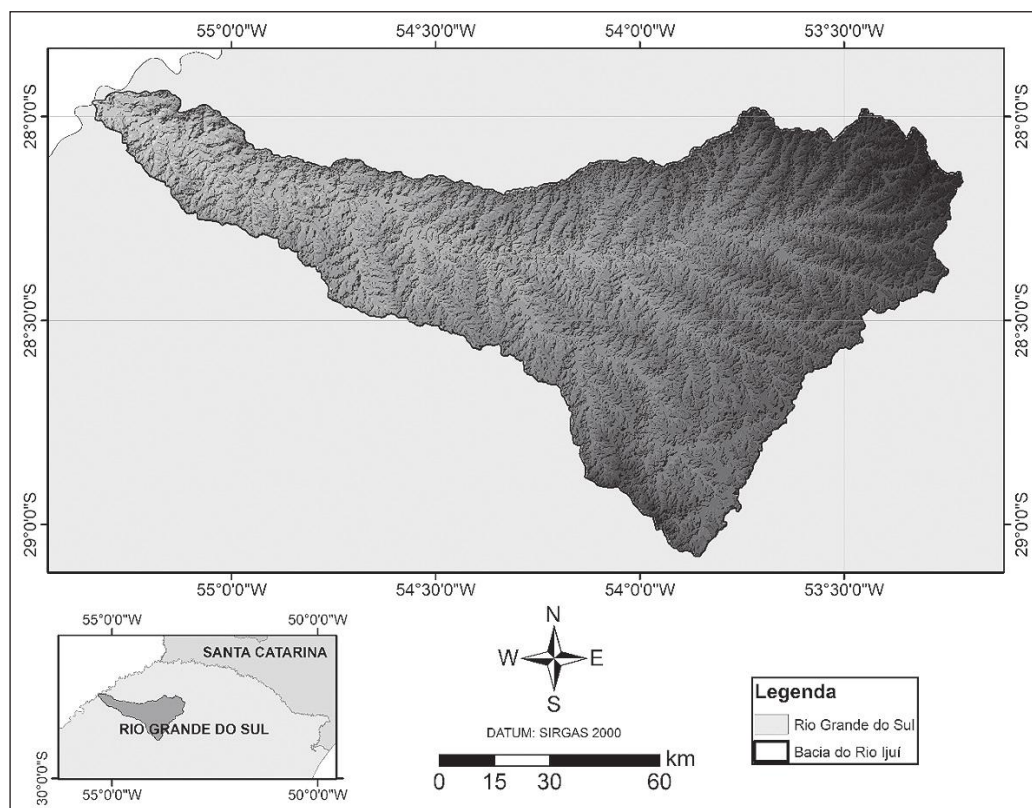 55°0'0"W 54°30'0"W 54°0'0"W 53°30'0"W
28°0'0"S 28°0'0"S
28°30'0"S 28°30'0"S
29°0'0"S 29°0'0"S
55°0'0"W 54°30'0"W 54°0'0"W 53°30'0"W
55°0'0"W 50°0'0"W
SANTA CATARINA
RIO GRANDE DO SUL
30°0'0"S
55°0'0"W 50°0'0"W
N
W E
S
DATUM: SIRGAS 2000
km
0 15 30 60
Legenda
Rio Grande do Sul
Bacia do Rio Ijuí